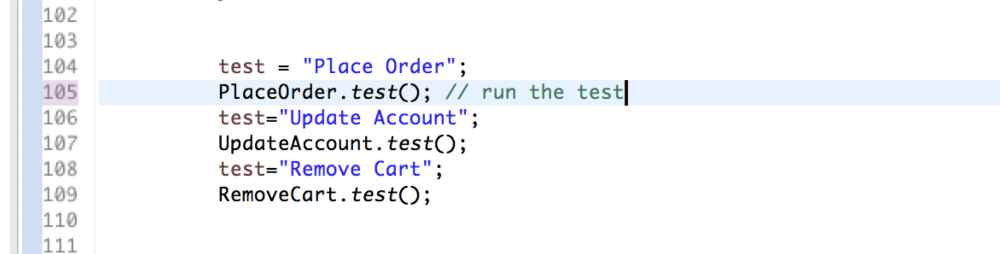 102
103
104 test = "Place Order";
105 PlaceOrder.test(); // run the test
106 test="Update Account";
107 UpdateAccount.test();
108 test="Remove Cart";
109 RemoveCart.test();
110
111